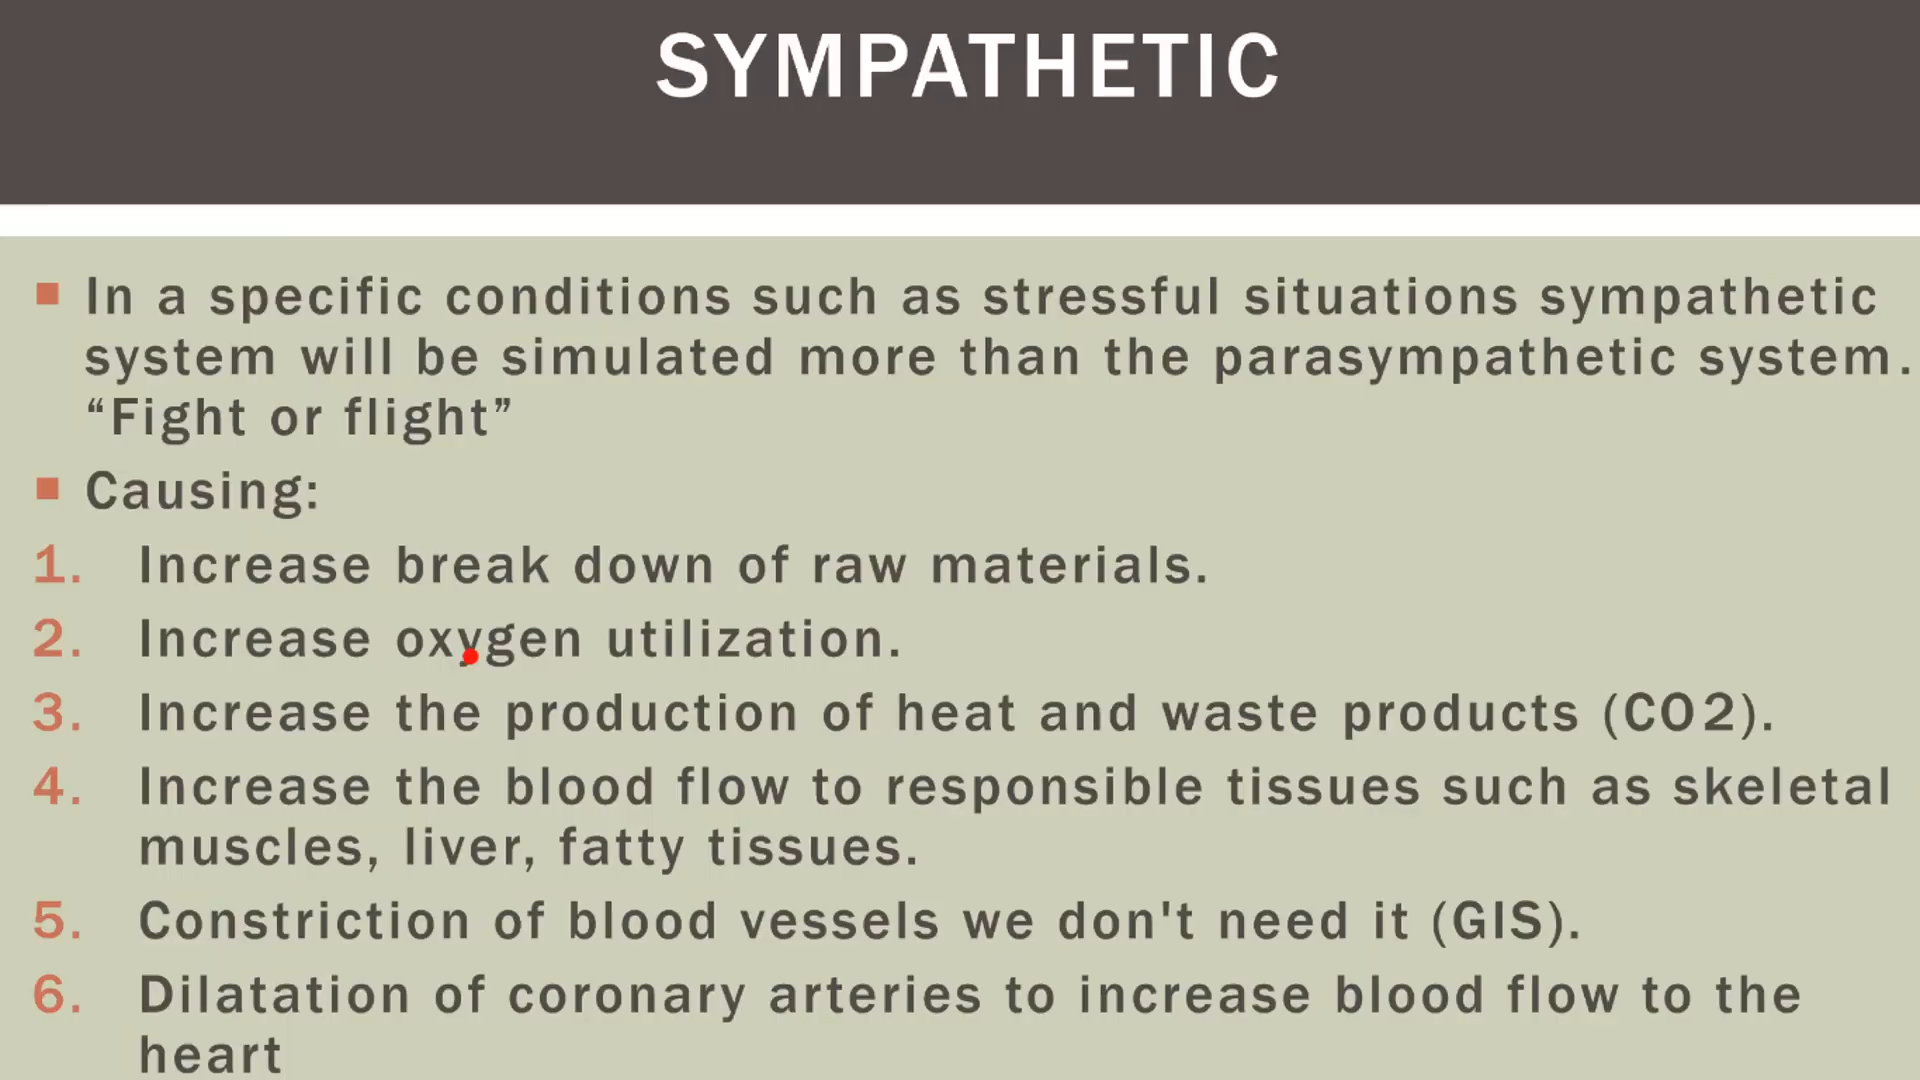 SYMPATHETIC
In a specific conditions such as stressful situations sympathetic
system will be simulated more than the parasympathetic system.
“Fight or flight”
Causing:
1. Increase break down of raw materials.
2. Increase oxygen utilization.
3. Increase the production of heat and waste products (CO2).
4. Increase the blood flow to responsible tissues such as skeletal
muscles, liver, fatty tissues.
5. Constriction of blood vessels we don't need it (GIS).
6. Dilatation of coronary arteries to increase blood flow to the
heart